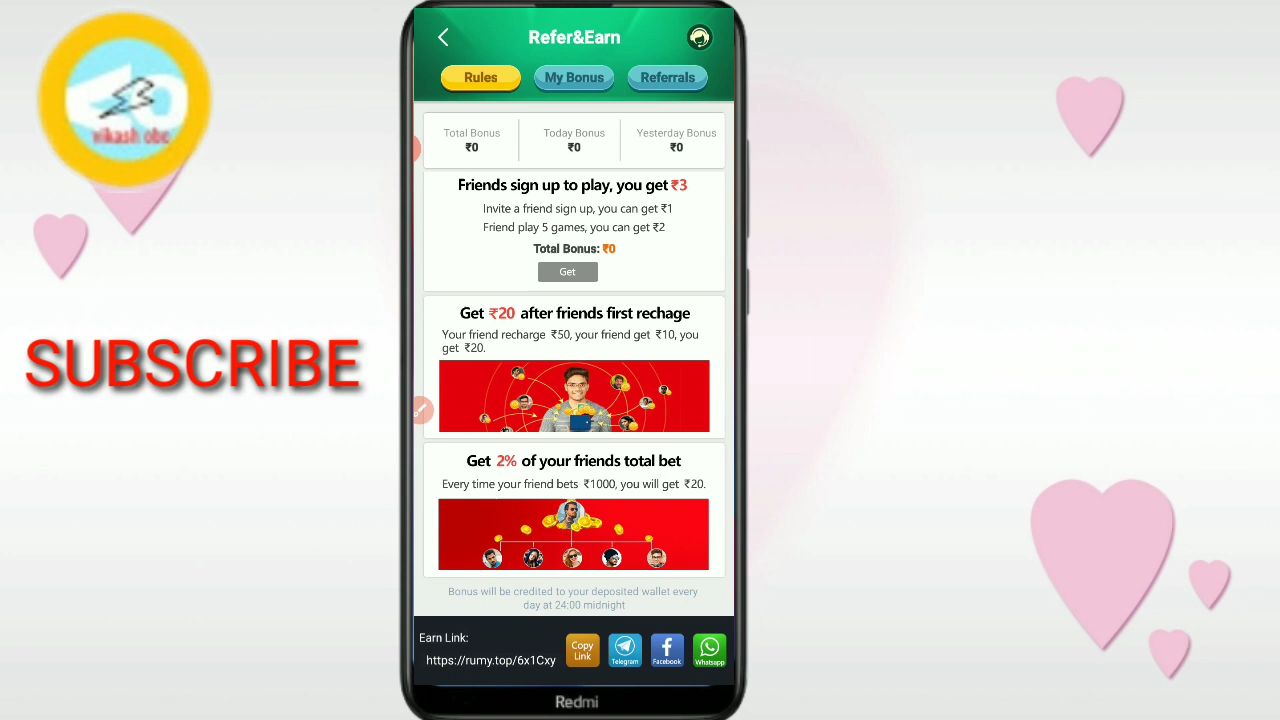 vikash obc
SUBSCRIBE
Refer&Earn
Rules
My Bonus
Referrals
Total Bonus
₹0
Today Bonus
₹0
Yesterday Bonus
₹0
Friends sign up to play, you get ₹3
Invite a friend sign up, you can get ₹1
Friend play 5 games, you can get ₹2
Total Bonus: ₹0
Get
Get ₹20 after friends first rechage
Your friend recharge ₹50, your friend get ₹10, you
get ₹20.
Get 2% of your friends total bet
Every time your friend bets ₹1000, you will get ₹20.
Bonus will be credited to your deposited wallet every
day at 24:00 midnight
Earn Link:
https://rumy.top/6x1Cxy
Copy
Link
Telegram
Facebook
Whatsapp
Redmi